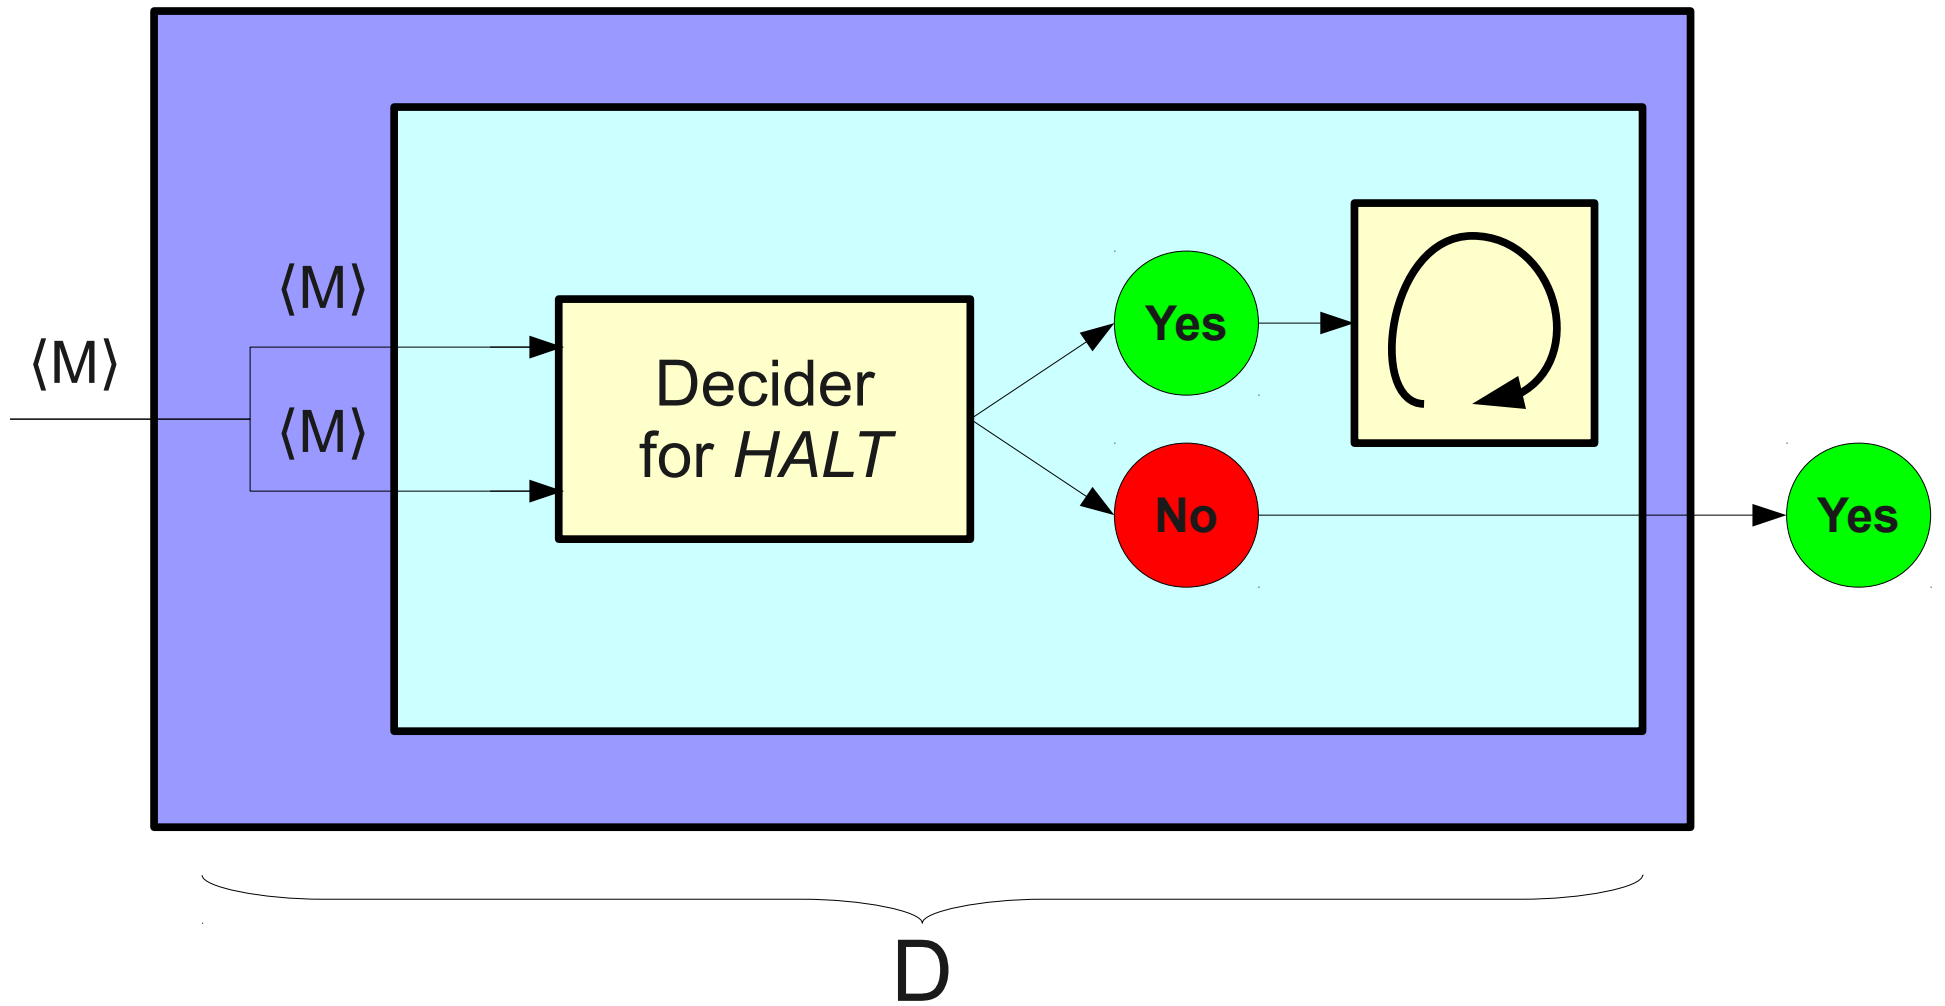 ⟨M⟩
⟨M⟩
⟨M⟩
Decider
for HALT
Yes
No
Yes
D